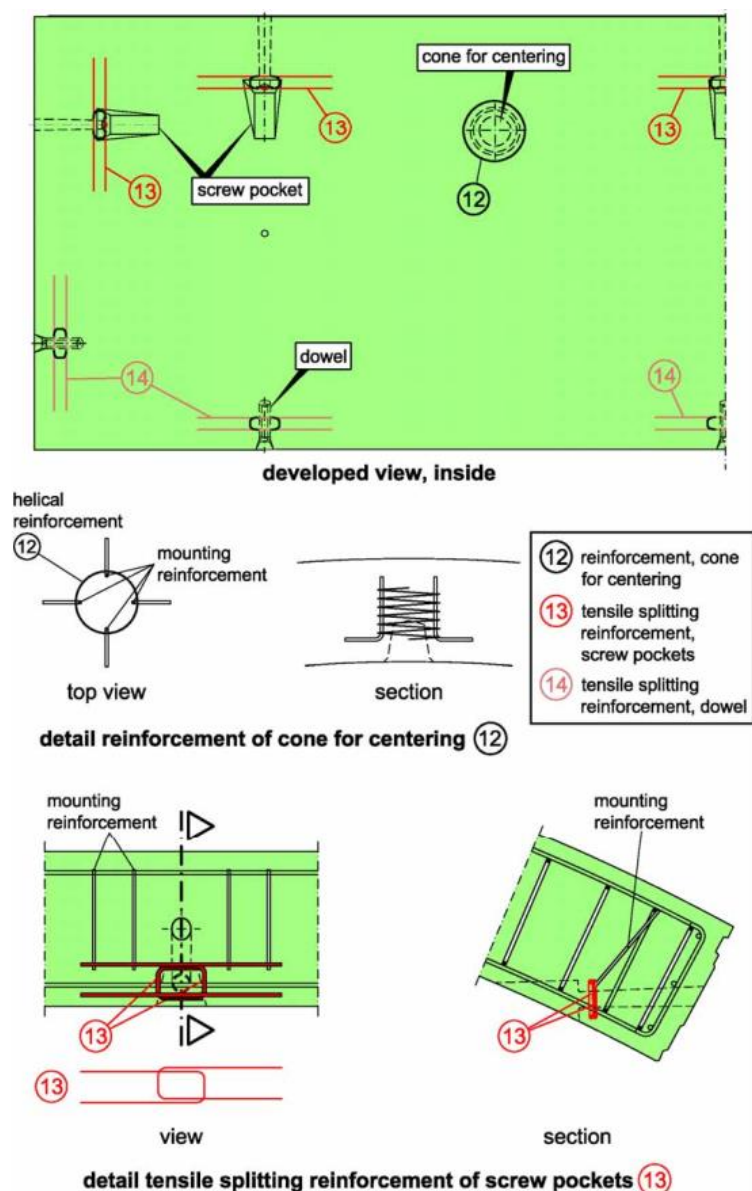 cone for centering
13
13
13
screw pocket
12
dowel
14
14
developed view, inside
helical
reinforcement
12
mounting
reinforcement
top view
section
12 reinforcement, cone
for centering
13 tensile splitting
reinforcement,
screw pockets
14 tensile splitting
reinforcement, dowel
detail reinforcement of cone for centering 12
mounting
reinforcement
mounting
reinforcement
13
13
13
view
section
detail tensile splitting reinforcement of screw pockets 13